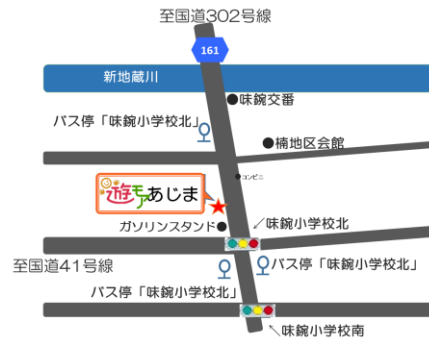 至国道302号線
161
新地蔵川
●味鋺交番
バス停「味鋺小学校北」
●楠地区会館
●コンビニ
遊モアあじま
ガソリンスタンド●
↙味鋺小学校北
至国道41号線
バス停「味鋺小学校北」
バス停「味鋺小学校北」
↖味鋺小学校南